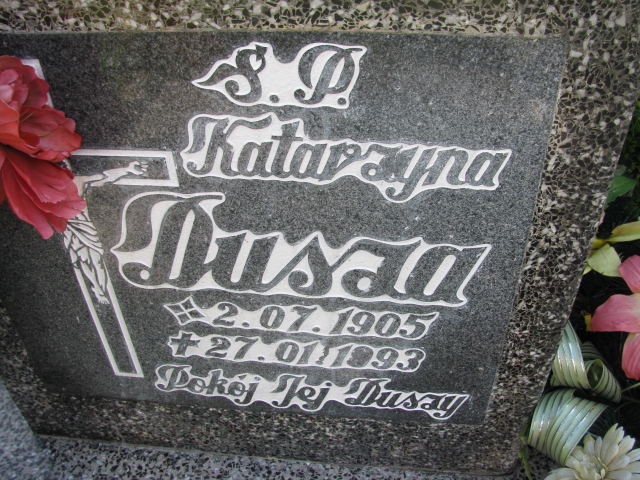 Ś.P.
Katarzyna
Dusza
2.07.1905
27.01.1993
Pokój Jej Duszy